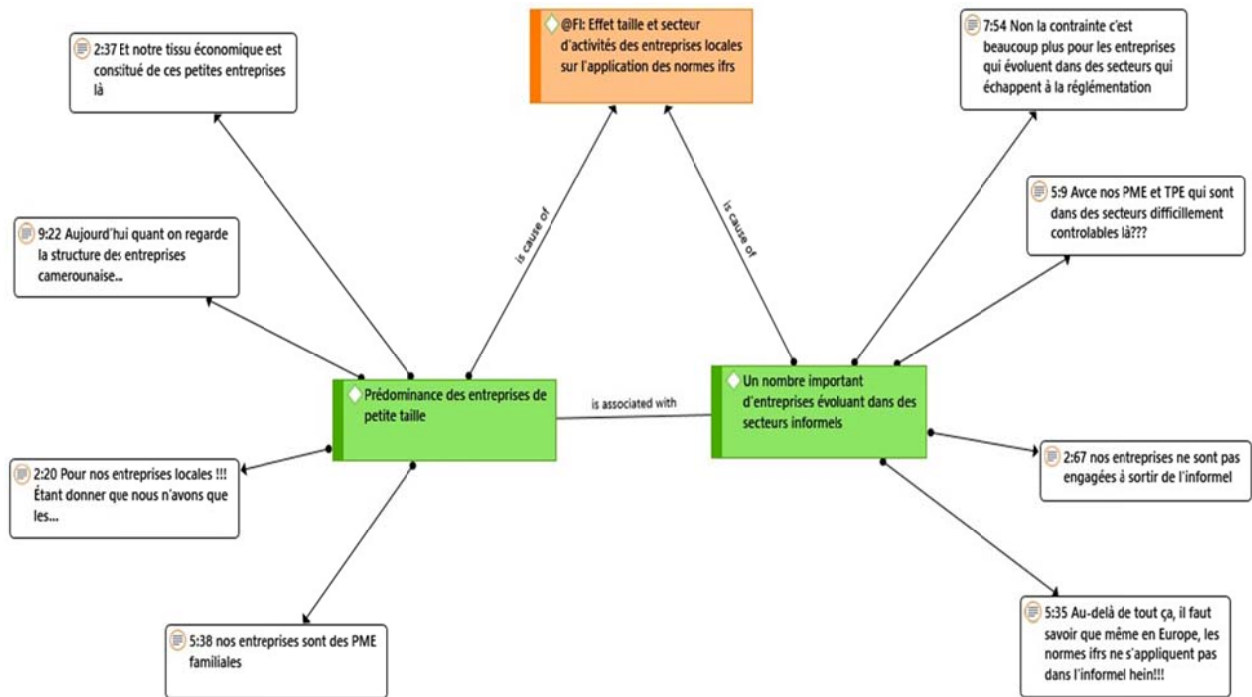 @FI: Effet taille et secteur
d'activités des entreprises locales
sur l'application des normes ifrs
2:37 Et notre tissu économique est
constitué de ces petites entreprises
là
7:54 Non la contrainte c'est
beaucoup plus pour les entreprises
qui évoluent dans des secteurs qui
échappent à la réglémentation
5:9 Avce nos PME et TPE qui sont
dans des secteurs difficillement
controlables là???
9:22 Aujourd'hui quant on regarde
la structure des entreprises
camerounaise...
is cause of
is cause of
Prédominance des entreprises de
petite taille
is associated with
Un nombre important
d'entreprises évoluant dans des
secteurs informels
2:20 Pour nos entreprises locales !!!
Étant donner que nous n'avons que
les...
2:67 nos entreprises ne sont pas
engagées à sortir de l'informel
5:38 nos entreprises sont des PME
familiales
5:35 Au-delà de tout ça, il faut
savoir que même en Europe, les
normes ifrs ne s'appliquent pas
dans l'informel hein!!!